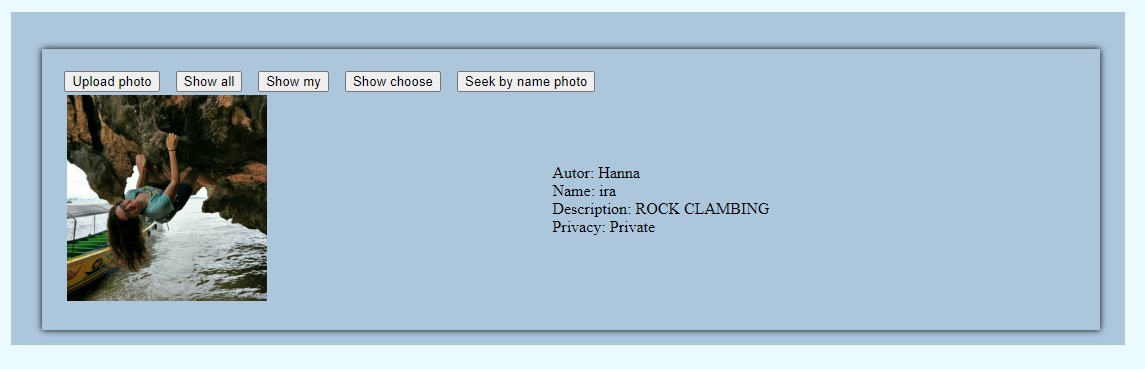 Upload photo Show all Show my Show choose Seek by name photo
Autor: Hanna
Name: ira
Description: ROCK CLAMBING
Privacy: Private